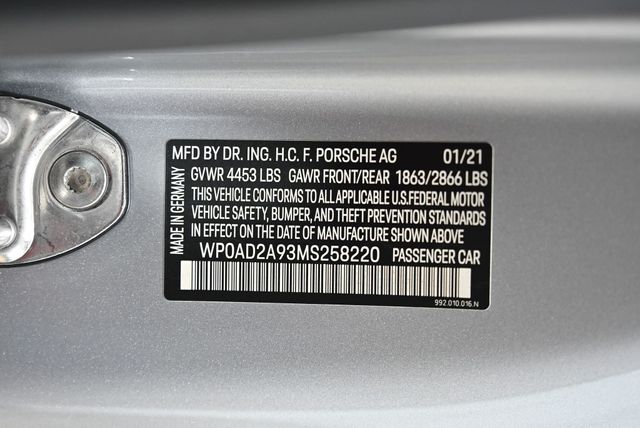 MFD BY DR. ING. H.C. F. PORSCHE AG 01/21
GVWR 4453 LBS GAWR FRONT/REAR 1863/2866 LBS
THIS VEHICLE CONFORMS TO ALL APPLICABLE U.S.FEDERAL MOTOR
VEHICLE SAFETY, BUMPER, AND THEFT PREVENTION STANDARDS
IN EFFECT ON THE DATE OF MANUFACTURE SHOWN ABOVE
WP0AD2A93MS258220 PASSENGER CAR
992.010.016.N
MADE IN GERMANY